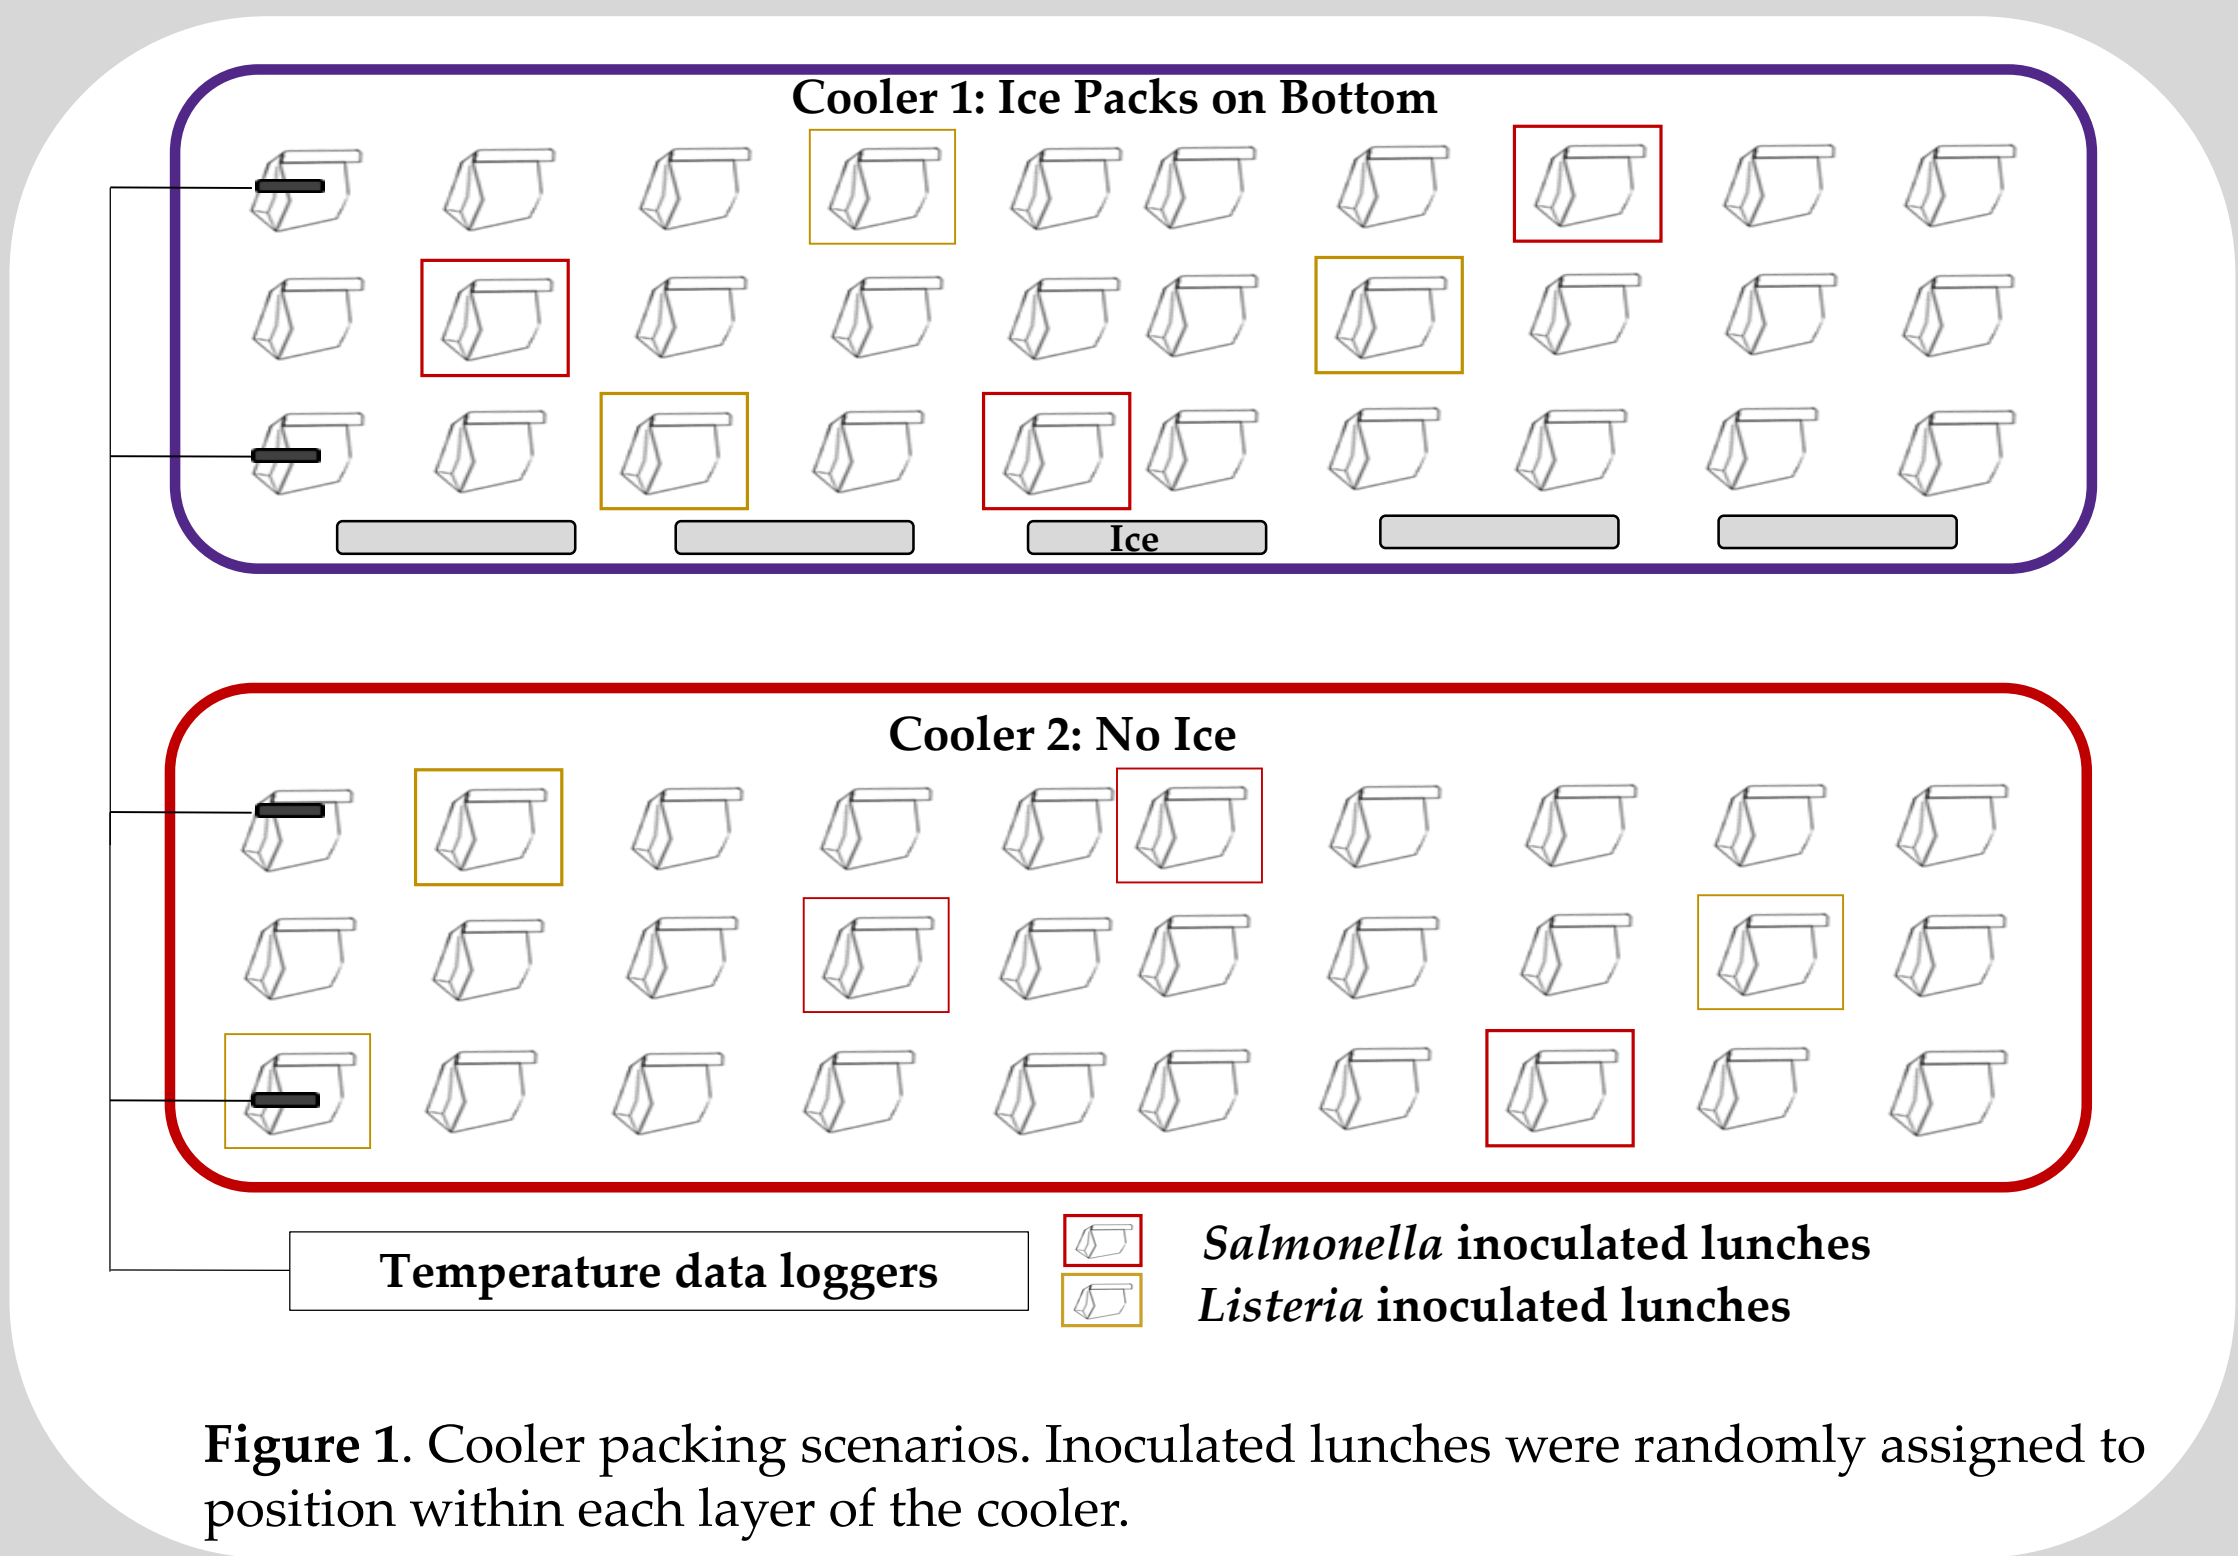 Cooler 1: Ice Packs on Bottom
Ice
Cooler 2: No Ice
Temperature data loggers
Salmonella inoculated lunches
Listeria inoculated lunches
Figure 1. Cooler packing scenarios. Inoculated lunches were randomly assigned to
position within each layer of the cooler.